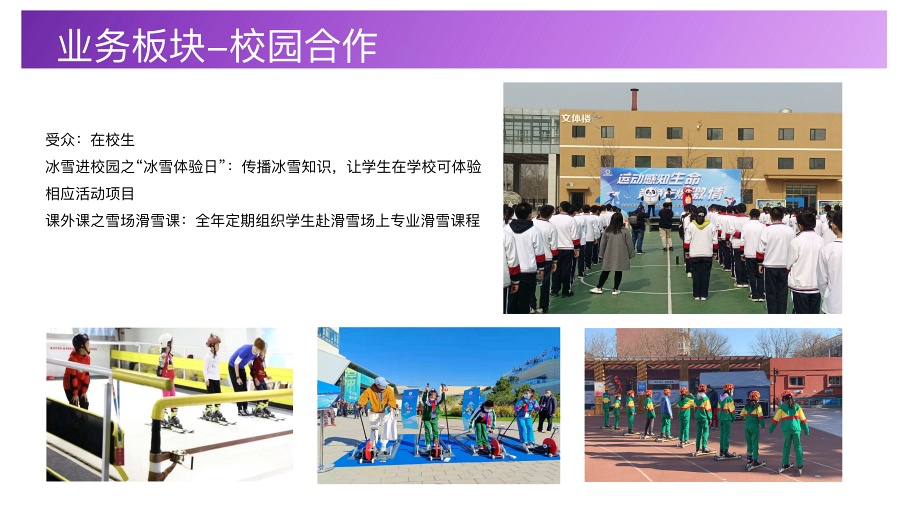 业务板块–校园合作
受众：在校生
冰雪进校园之“冰雪体验日”：传播冰雪知识，让学生在学校可体验
相应活动项目
课外课之雪场滑雪课：全年定期组织学生赴滑雪场上专业滑雪课程
文体楼
运动感知生命
激情